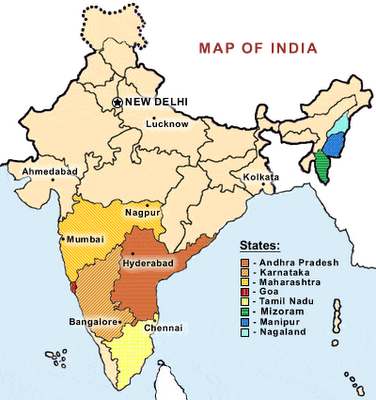 MAP OF INDIA
NEW DELHI
Lucknow
Ahmedabad
Kolkata
Nagpur
Mumbai
Hyderabad
Bangalore
Chennai
States:
- Andhra Pradesh
- Karnataka
- Maharashtra
- Goa
- Tamil Nadu
- Mizoram
- Manipur
- Nagaland